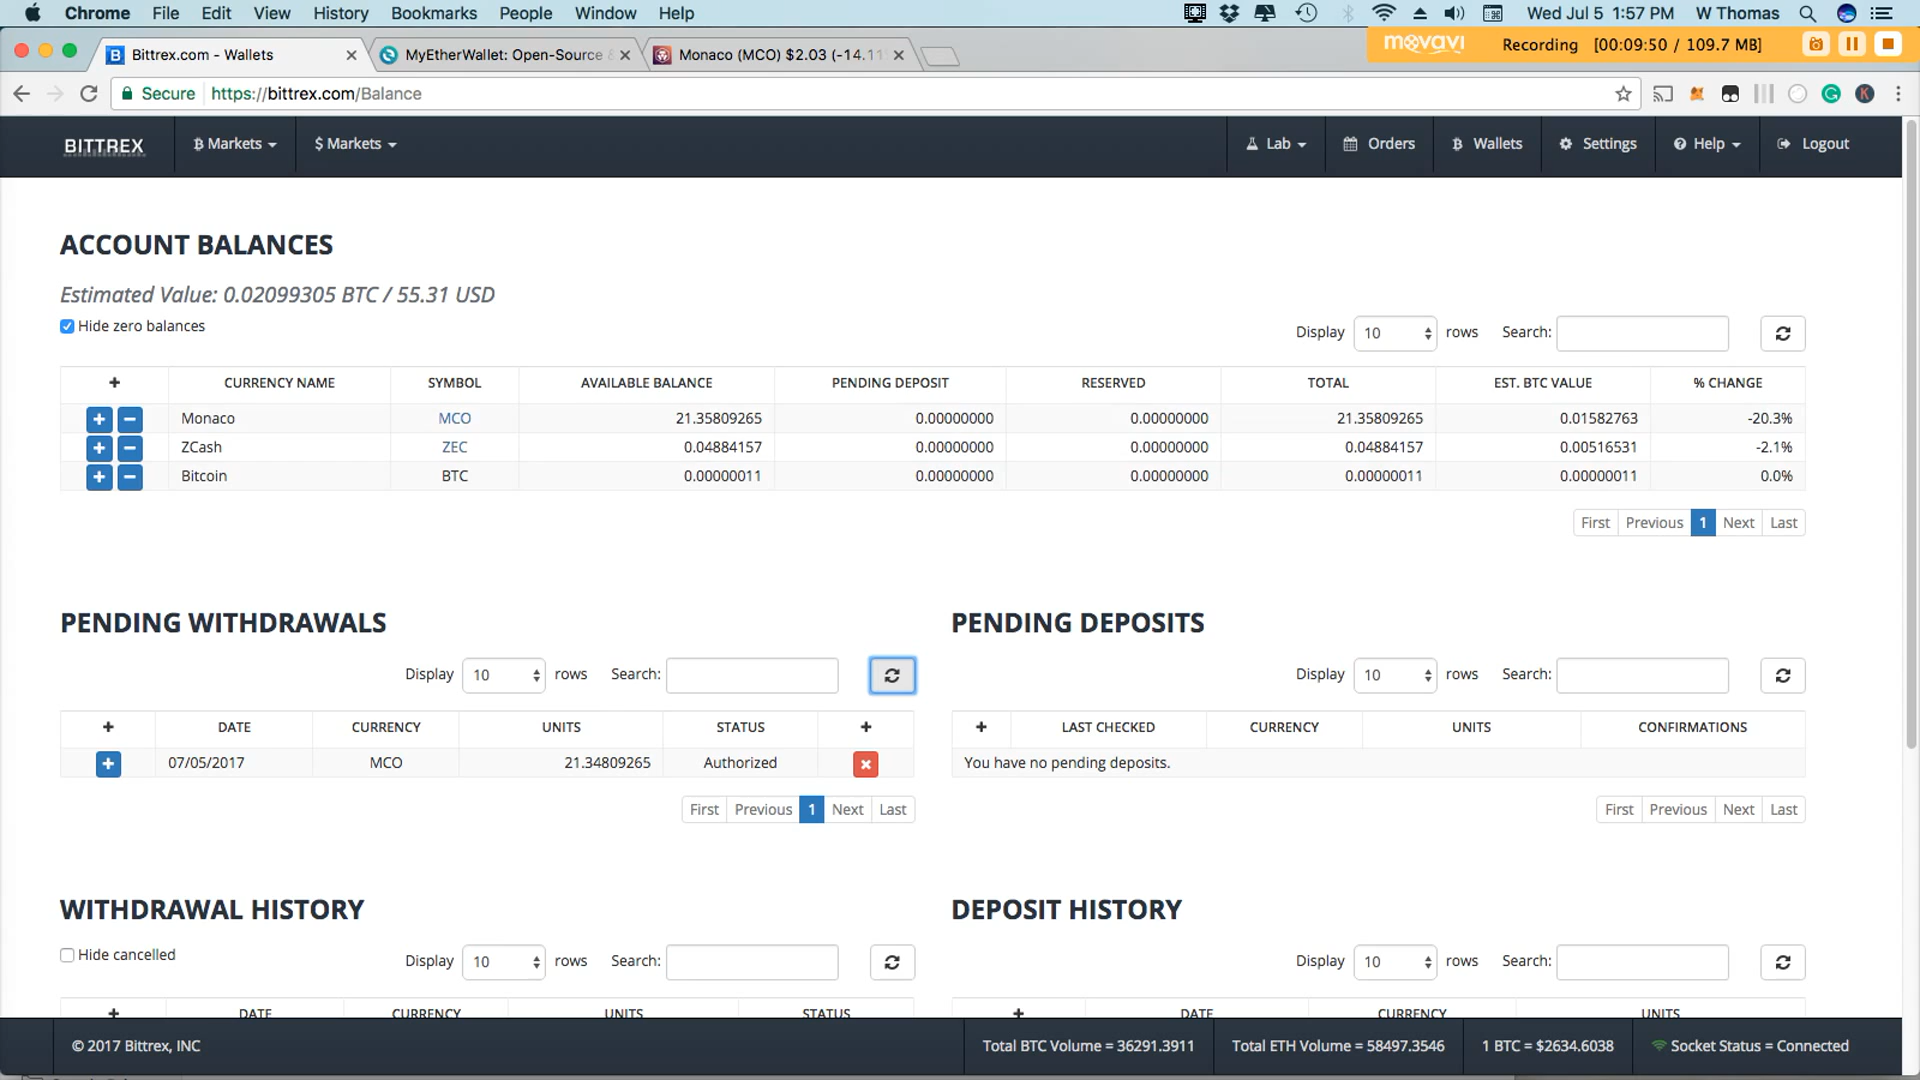 Chrome File Edit View History Bookmarks People Window Help Wed Jul 5 1:57 PM W Thomas
Bittrex.com - Wallets MyEtherWallet: Open-Source & Monaco (MCO) $2.03 (-14.11 movavi Recording [00:09:50 / 109.7 MB]
Secure https://bittrex.com/Balance K
BITTREX Markets $ Markets Lab Orders Wallets Settings Help Logout
ACCOUNT BALANCES
Estimated Value: 0.02099305 BTC / 55.31 USD
Hide zero balances
Display 10 rows Search:
+ CURRENCY NAME SYMBOL AVAILABLE BALANCE PENDING DEPOSIT RESERVED TOTAL EST. BTC VALUE % CHANGE
+ − Monaco MCO 21.35809265 0.00000000 0.00000000 21.35809265 0.01582763 -20.3%
+ − ZCash ZEC 0.04884157 0.00000000 0.00000000 0.04884157 0.00516531 -2.1%
+ − Bitcoin BTC 0.00000011 0.00000000 0.00000000 0.00000011 0.00000011 0.0%
First Previous 1 Next Last
PENDING WITHDRAWALS
Display 10 rows Search:
+ DATE CURRENCY UNITS STATUS +
+ 07/05/2017 MCO 21.34809265 Authorized
First Previous 1 Next Last
PENDING DEPOSITS
Display 10 rows Search:
+ LAST CHECKED CURRENCY UNITS CONFIRMATIONS
You have no pending deposits.
First Previous Next Last
WITHDRAWAL HISTORY
Hide cancelled Display 10 rows Search:
+ DATE CURRENCY UNITS STATUS
DEPOSIT HISTORY
Display 10 rows Search:
+ DATE CURRENCY UNITS
© 2017 Bittrex, INC Total BTC Volume = 36291.3911 Total ETH Volume = 58497.3546 1 BTC = $2634.6038 Socket Status = Connected